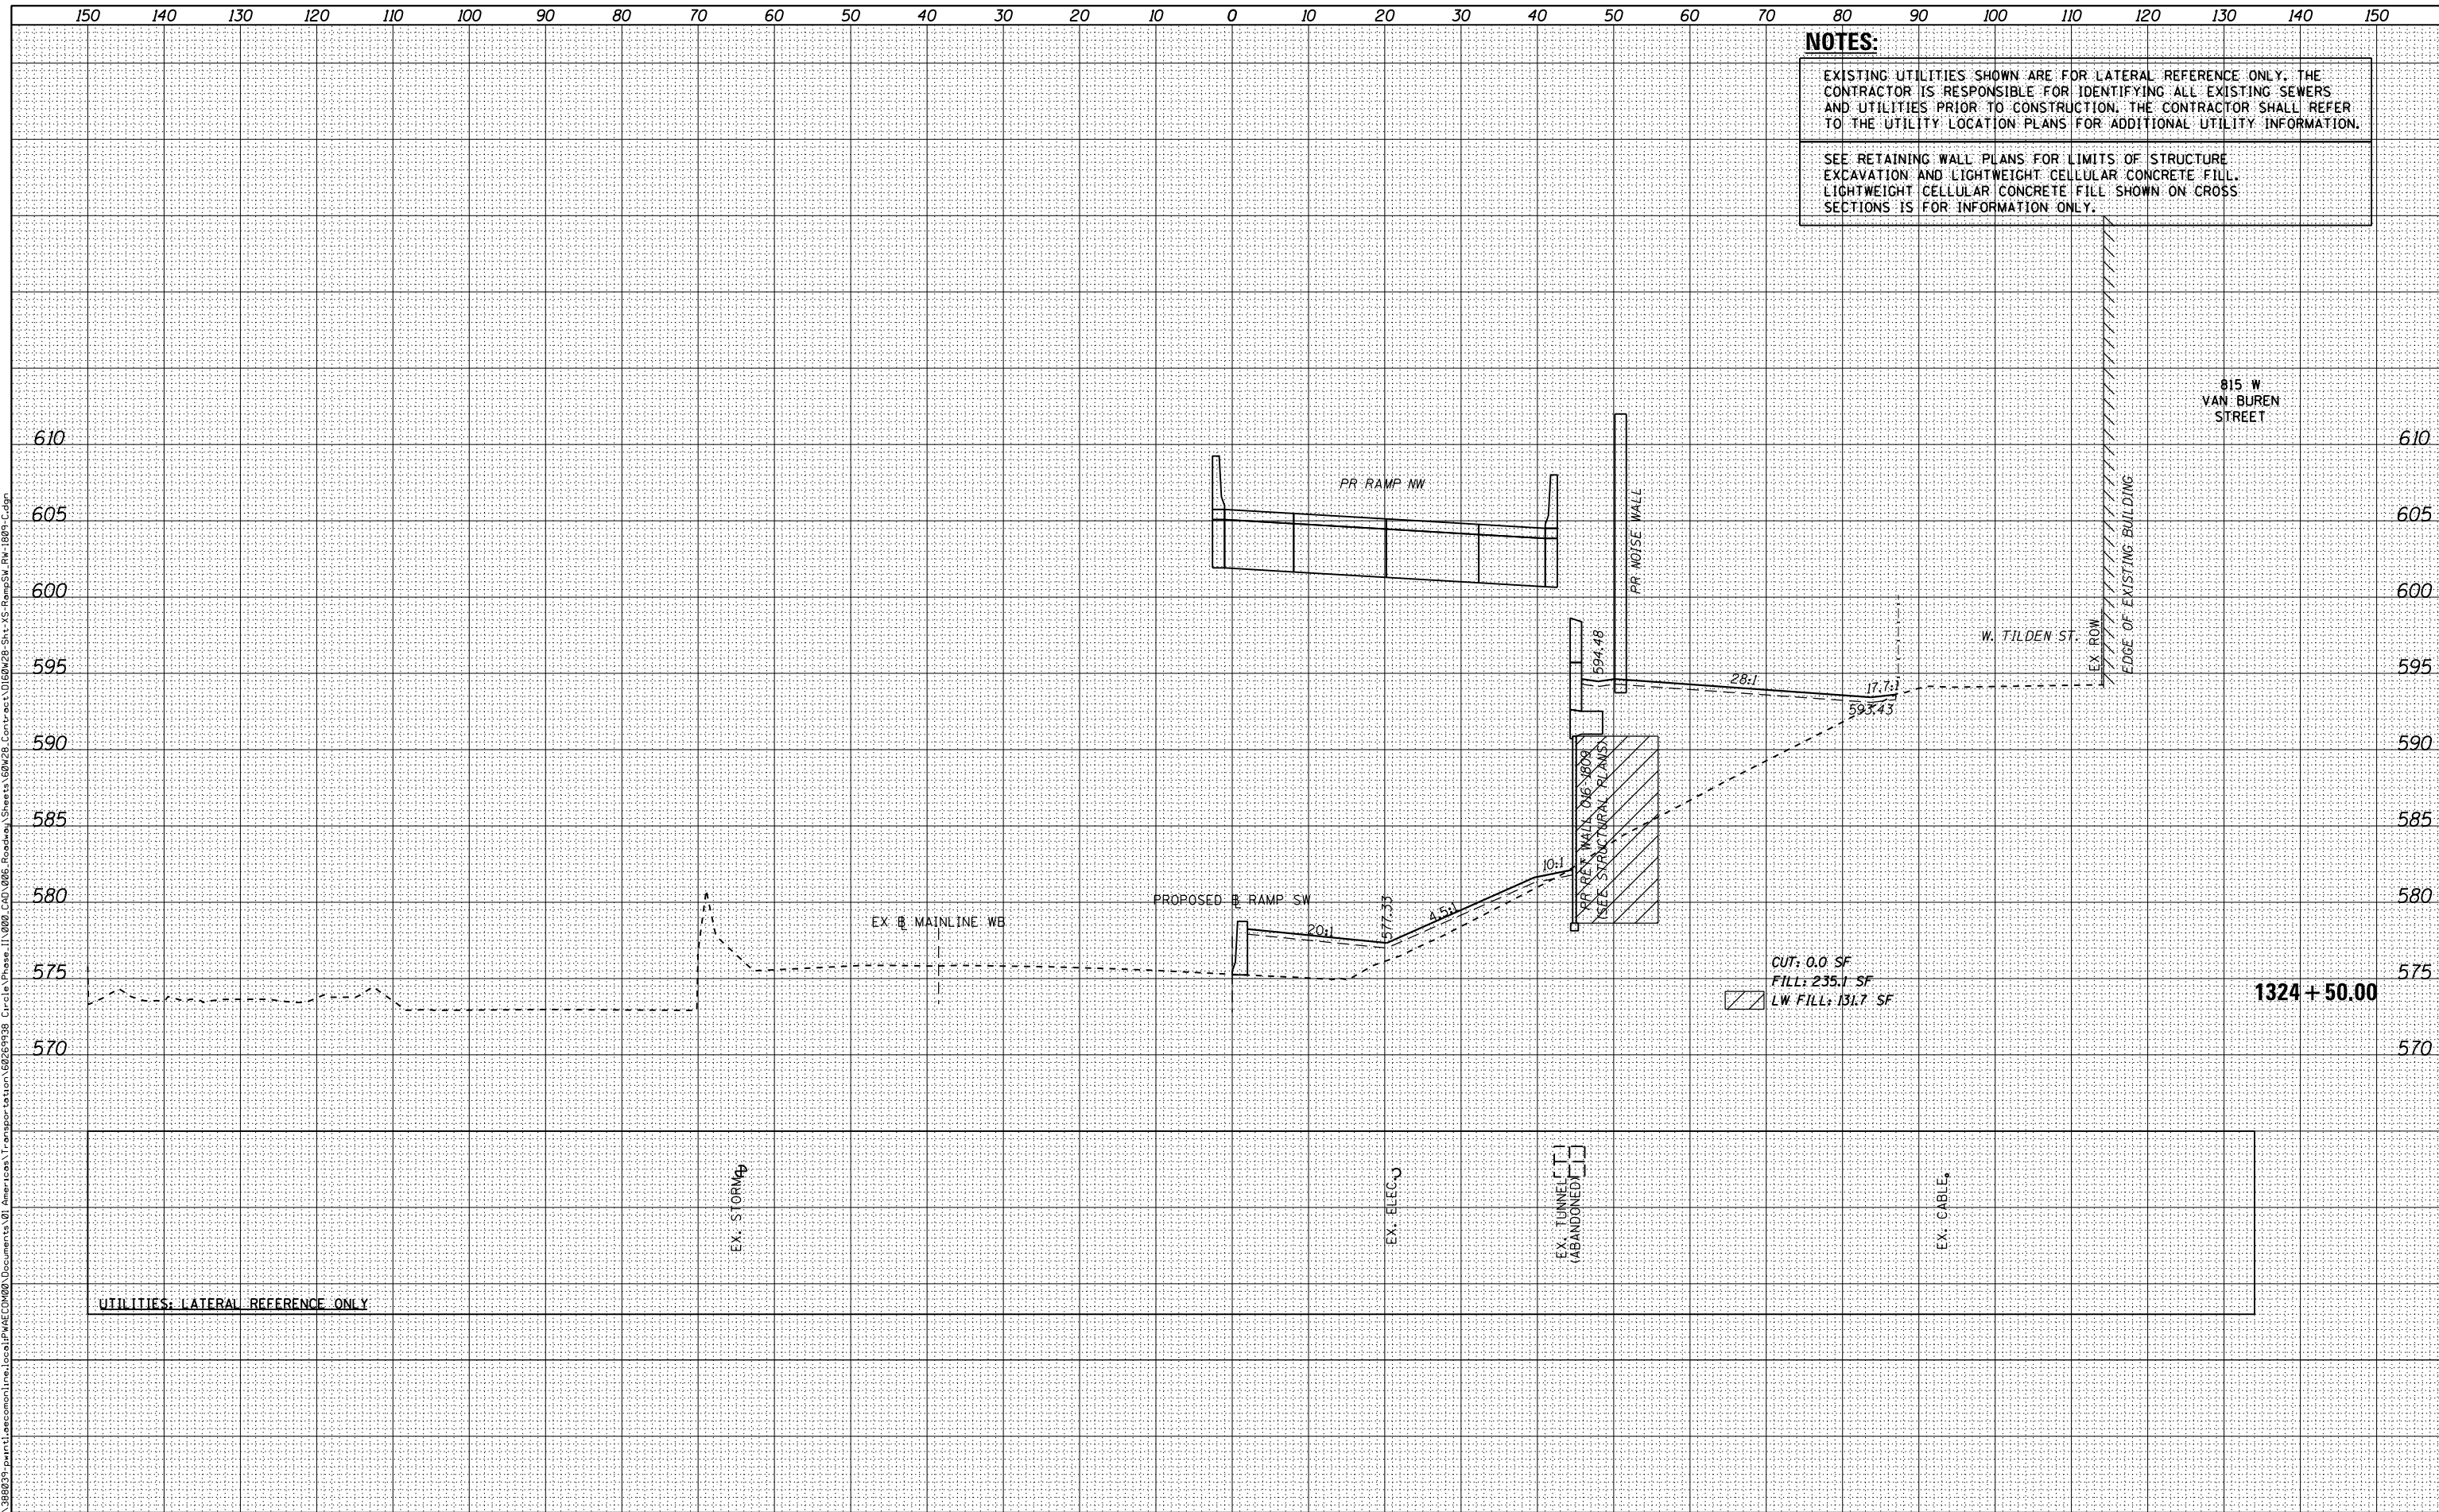 150 140 130 120 110 100 90 80 70 60 50 40 30 20 10 0 10 20 30 40 50 60 70 80 90 100 110 120 130 140 150
NOTES:
EXISTING UTILITIES SHOWN ARE FOR LATERAL REFERENCE ONLY. THE
CONTRACTOR IS RESPONSIBLE FOR IDENTIFYING ALL EXISTING SEWERS
AND UTILITIES PRIOR TO CONSTRUCTION. THE CONTRACTOR SHALL REFER
TO THE UTILITY LOCATION PLANS FOR ADDITIONAL UTILITY INFORMATION.
SEE RETAINING WALL PLANS FOR LIMITS OF STRUCTURE
EXCAVATION AND LIGHTWEIGHT CELLULAR CONCRETE FILL.
LIGHTWEIGHT CELLULAR CONCRETE FILL SHOWN ON CROSS
SECTIONS IS FOR INFORMATION ONLY.
815 W
VAN BUREN
STREET
610 610
605 605
600 600
595 595
590 590
585 585
580 580
575 575
570 570
PR RAMP NW
PR NOISE WALL
EDGE OF EXISTING BUILDING
EX ROW
W. TILDEN ST.
594.48
28:1
17.7:1
593.43
PR RET WALL 016-1809
(SEE STRUCTURAL PLANS)
10:1
4.5:1
577.33
20:1
PROPOSED ℄ RAMP SW
EX ℄ MAINLINE WB
CUT: 0.0 SF
FILL: 235.1 SF
LW FILL: 131.7 SF
1324+50.00
EX. STORM
EX. ELEC.
EX. TUNNEL
(ABANDONED)
EX. CABLE
UTILITIES: LATERAL REFERENCE ONLY